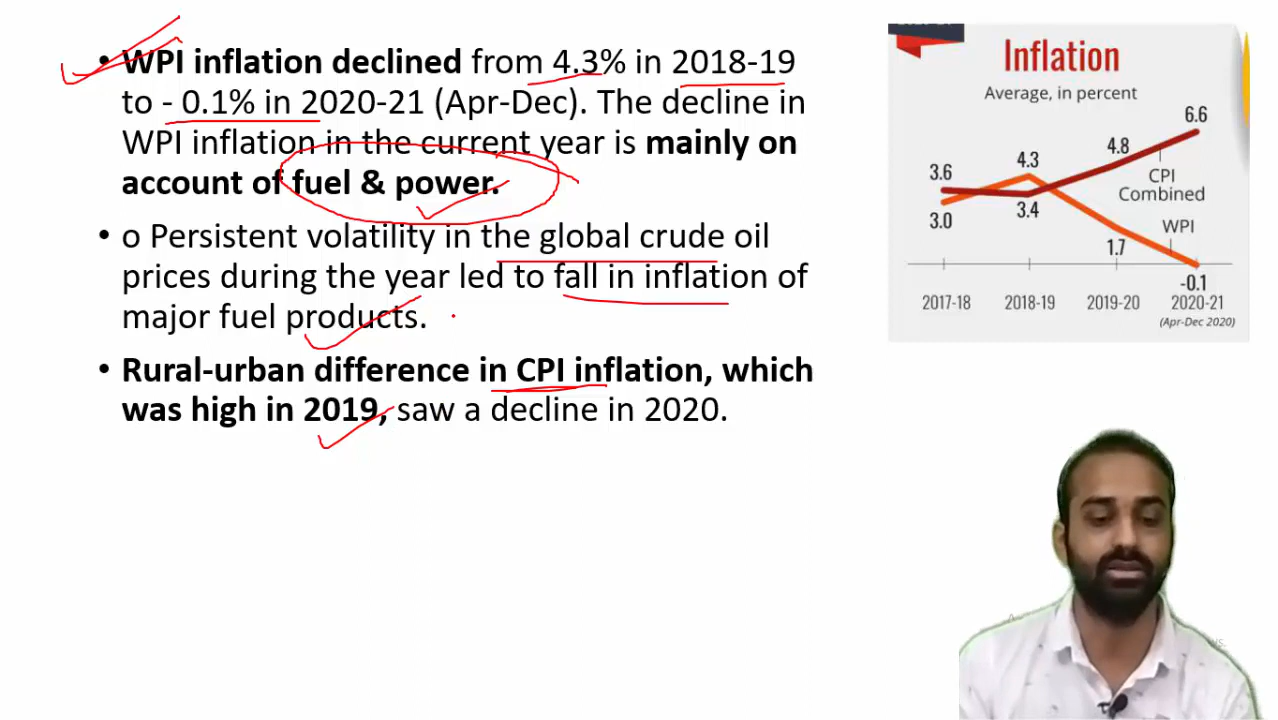 • WPI inflation declined from 4.3% in 2018-19
to - 0.1% in 2020-21 (Apr-Dec). The decline in
WPI inflation in the current year is mainly on
account of fuel & power.
• o Persistent volatility in the global crude oil
prices during the year led to fall in inflation of
major fuel products.
• Rural-urban difference in CPI inflation, which
was high in 2019, saw a decline in 2020.
Inflation
Average, in percent
6.6
4.8
4.3
3.6
CPI
Combined
3.4
3.0
WPI
1.7
-0.1
2017-18 2018-19 2019-20 2020-21
(Apr-Dec 2020)